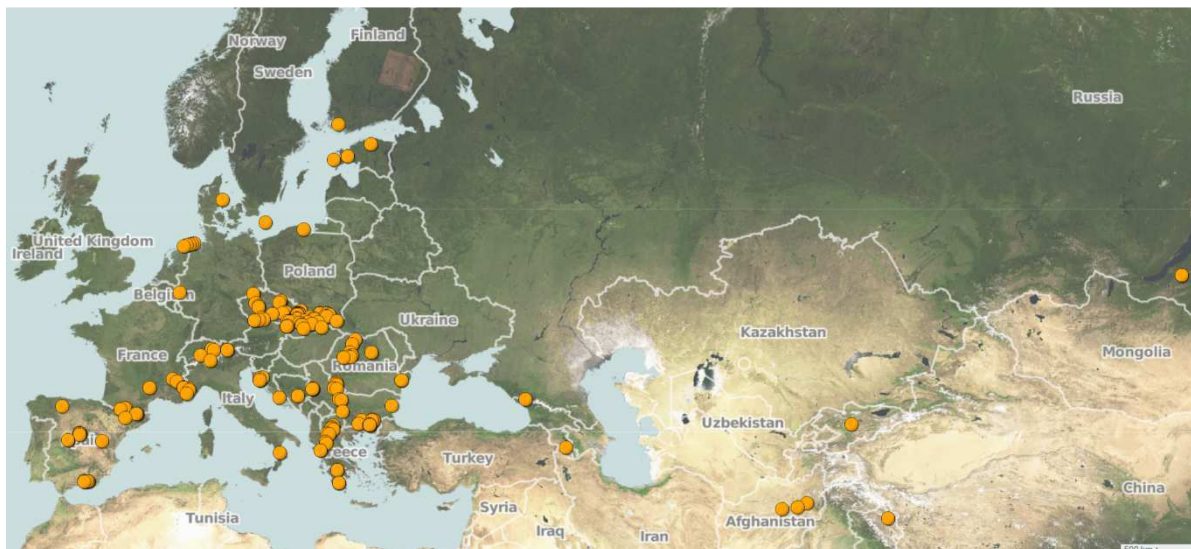 Norway
Finland
Sweden
Russia
United Kingdom
Ireland
Poland
Belgien
Ukraine
Kazakhstan
France
Mongolia
Romania
Italy
Uzbekistan
Greece
Turkey
China
Syria
Tunisia
Afghanistan
Iraq
Iran